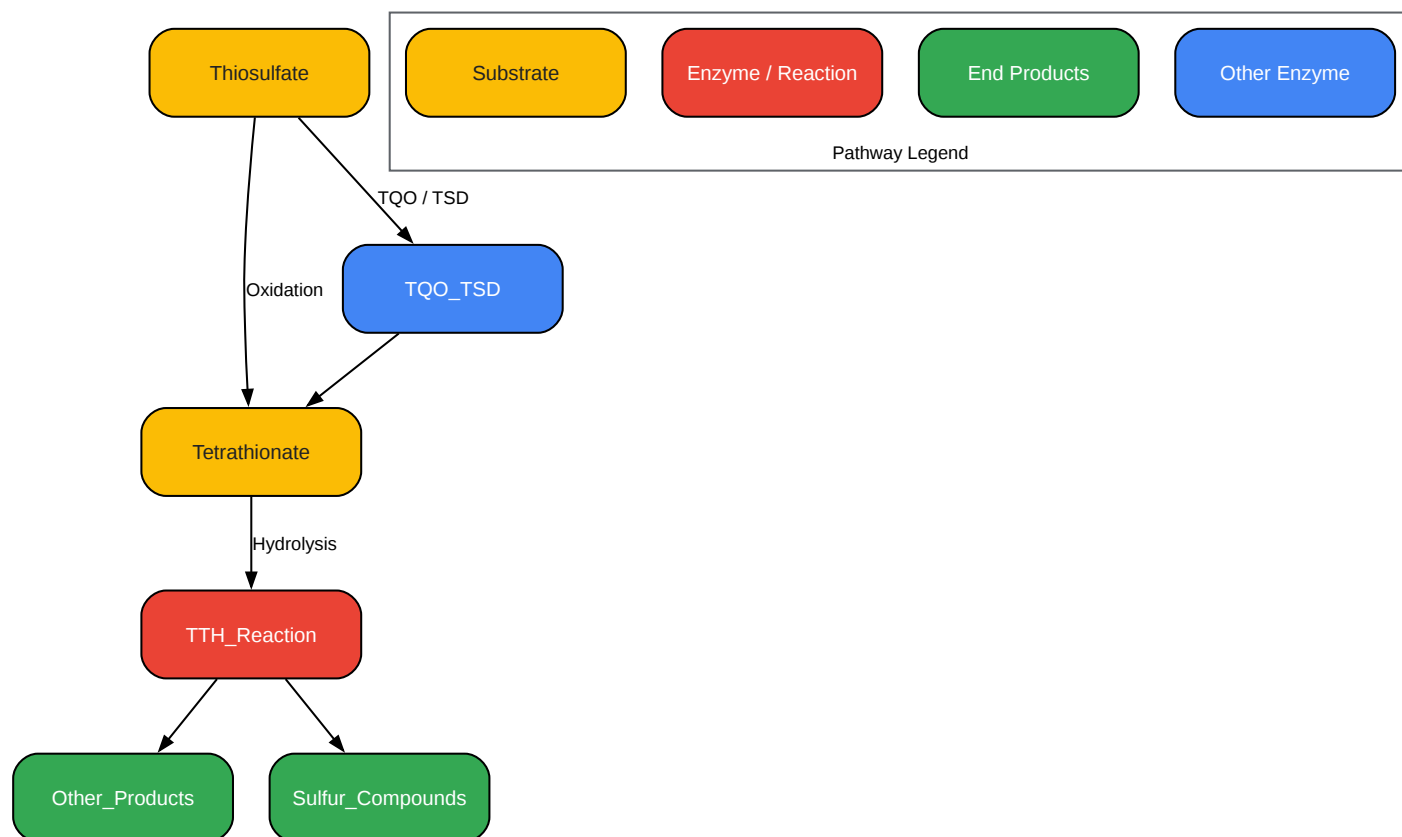 Thiosulfate
Substrate
Enzyme / Reaction
End Products
Other Enzyme
Pathway Legend
TQO / TSD
Oxidation
TQO_TSD
Tetrathionate
Hydrolysis
TTH_Reaction
Other_Products
Sulfur_Compounds